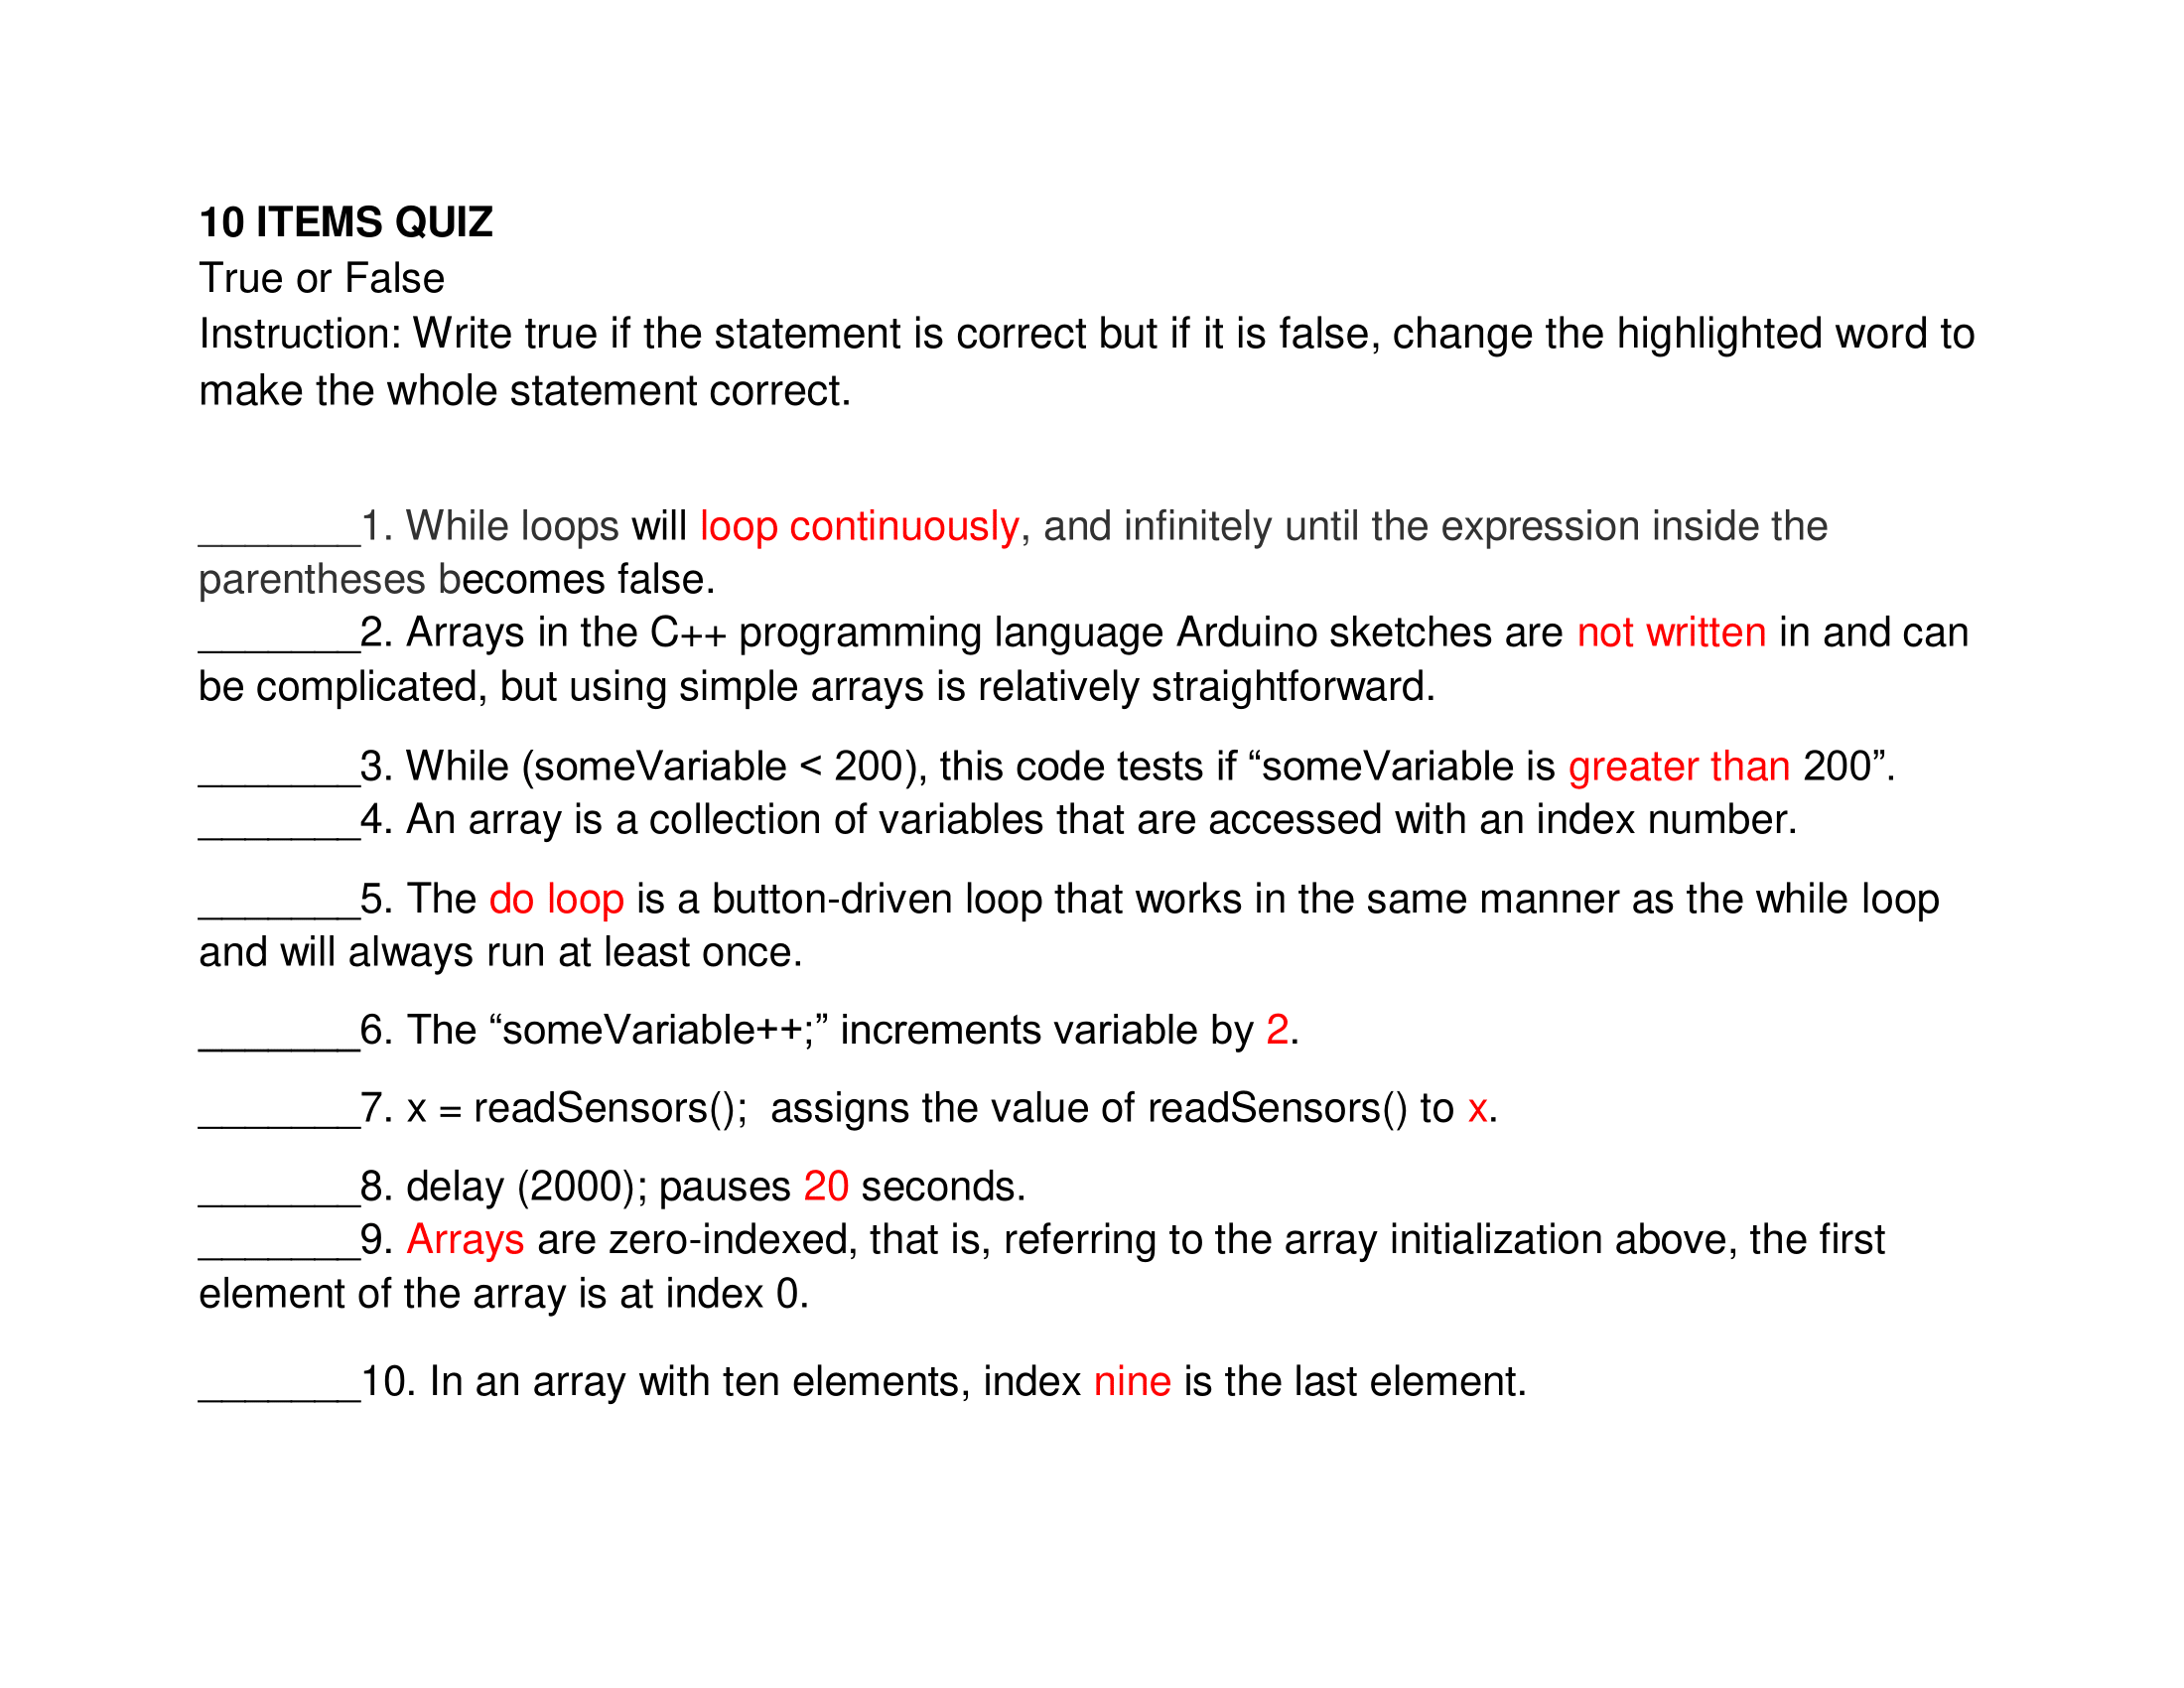 10 ITEMS QUIZ
True or False
Instruction: Write true if the statement is correct but if it is false, change the highlighted word to
make the whole statement correct.
_______1. While loops will loop continuously, and infinitely until the expression inside the
parentheses becomes false.
_______2. Arrays in the C++ programming language Arduino sketches are not written in and can
be complicated, but using simple arrays is relatively straightforward.
_______3. While (someVariable < 200), this code tests if “someVariable is greater than 200”.
_______4. An array is a collection of variables that are accessed with an index number.
_______5. The do loop is a button-driven loop that works in the same manner as the while loop
and will always run at least once.
_______6. The “someVariable++;” increments variable by 2.
_______7. x = readSensors();  assigns the value of readSensors() to x.
_______8. delay (2000); pauses 20 seconds.
_______9. Arrays are zero-indexed, that is, referring to the array initialization above, the first
element of the array is at index 0.
_______10. In an array with ten elements, index nine is the last element.